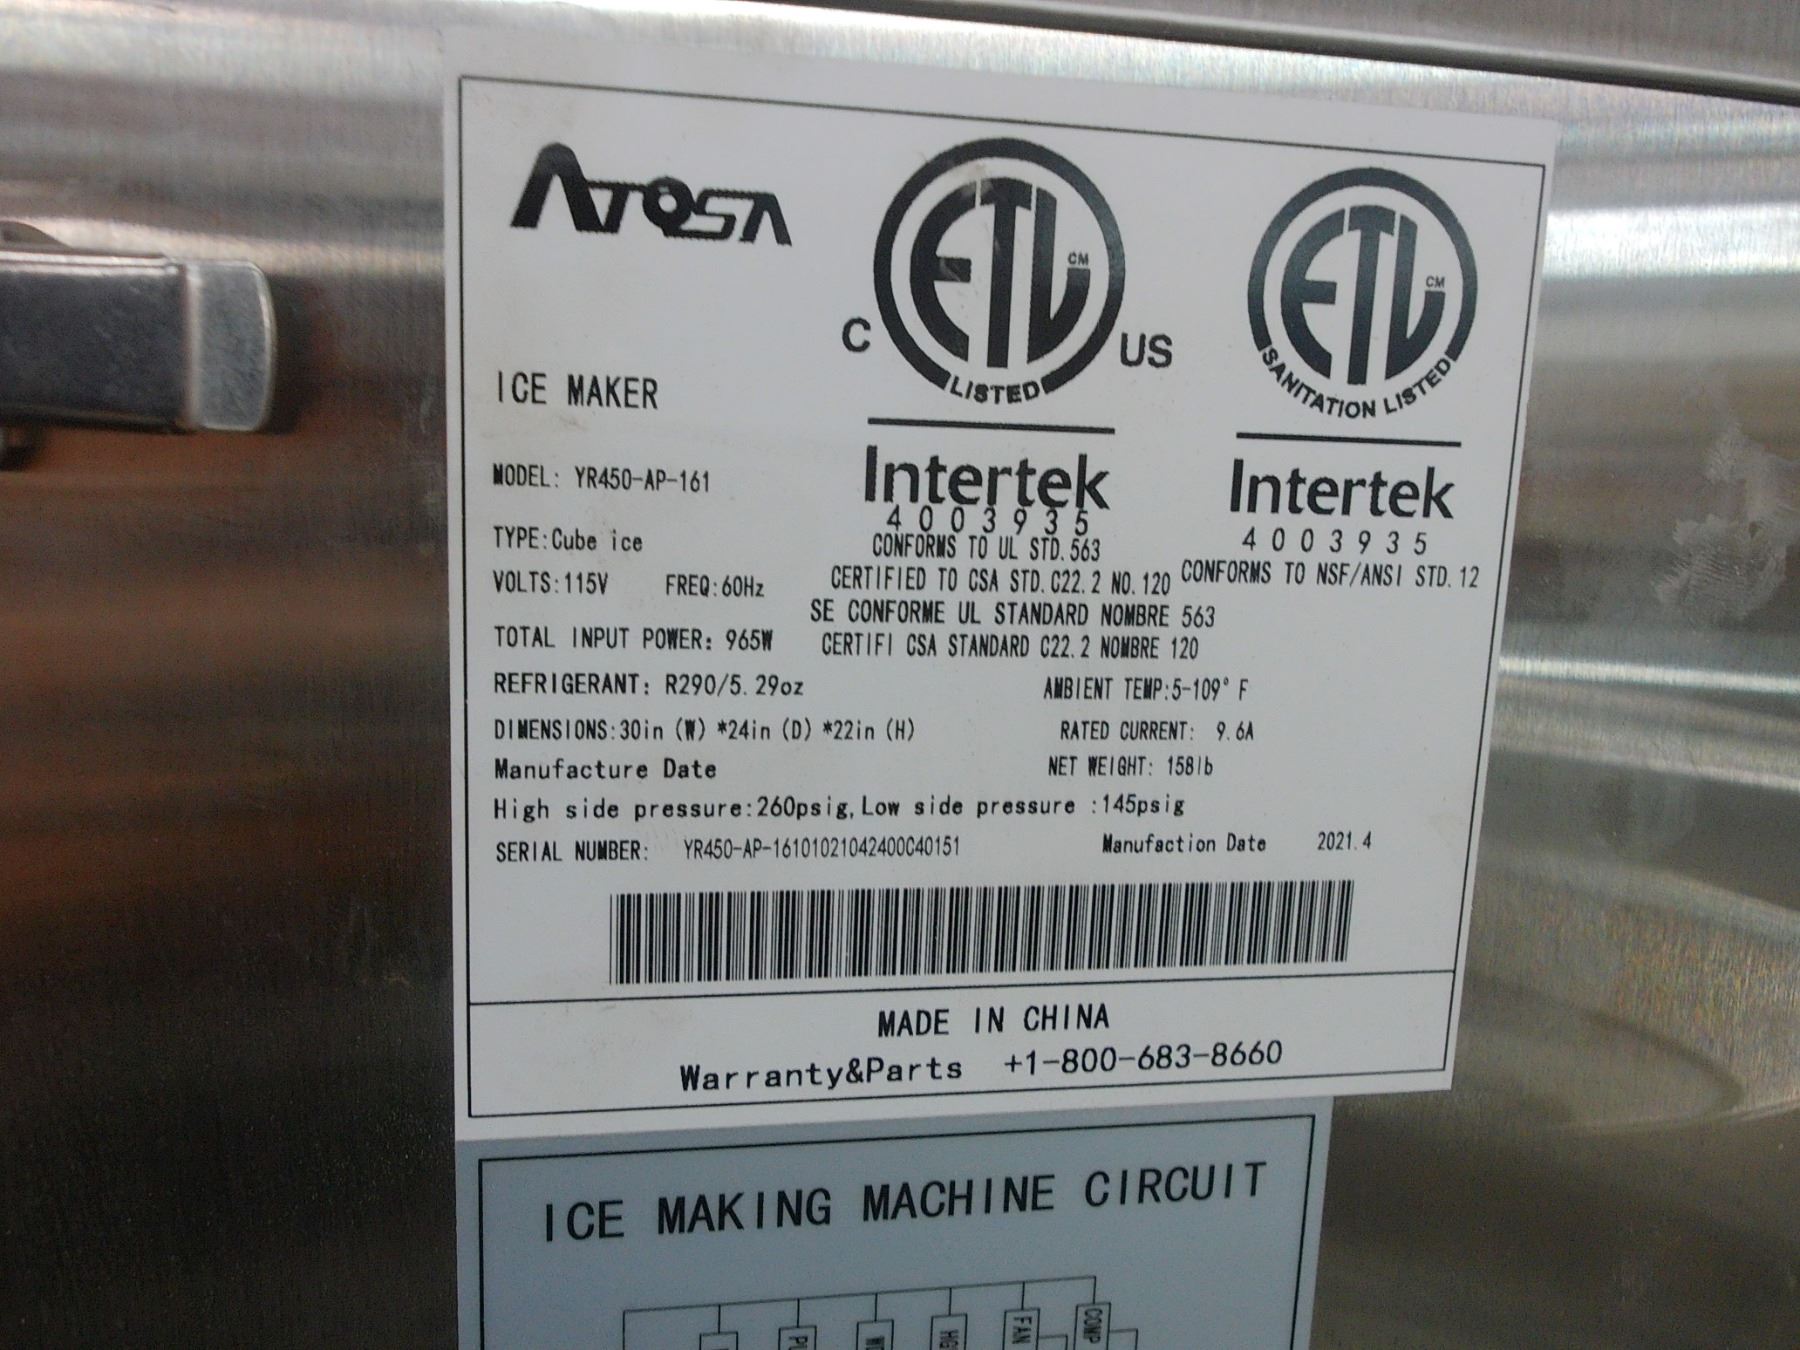 ATOSA
ETL CM
C US
LISTED
Intertek
4003935
CONFORMS TO UL STD.563
CERTIFIED TO CSA STD.C22.2 NO.120
SE CONFORME UL STANDARD NOMBRE 563
CERTIFI CSA STANDARD C22.2 NOMBRE 120
ETL CM
SANITATION LISTED
Intertek
4003935
CONFORMS TO NSF/ANSI STD.12
ICE MAKER
MODEL: YR450-AP-161
TYPE:Cube ice
VOLTS:115V FREQ:60Hz
TOTAL INPUT POWER: 965W
REFRIGERANT: R290/5.29oz AMBIENT TEMP:5-109° F
DIMENSIONS:30in (W) *24in (D) *22in (H) RATED CURRENT: 9.6A
Manufacture Date NET WEIGHT: 158lb
High side pressure:260psig,Low side pressure :145psig
SERIAL NUMBER: YR450-AP-16101021042400C40151 Manufaction Date 2021.4
MADE IN CHINA
Warranty&Parts +1-800-683-8660
ICE MAKING MACHINE CIRCUIT
FAN COMP